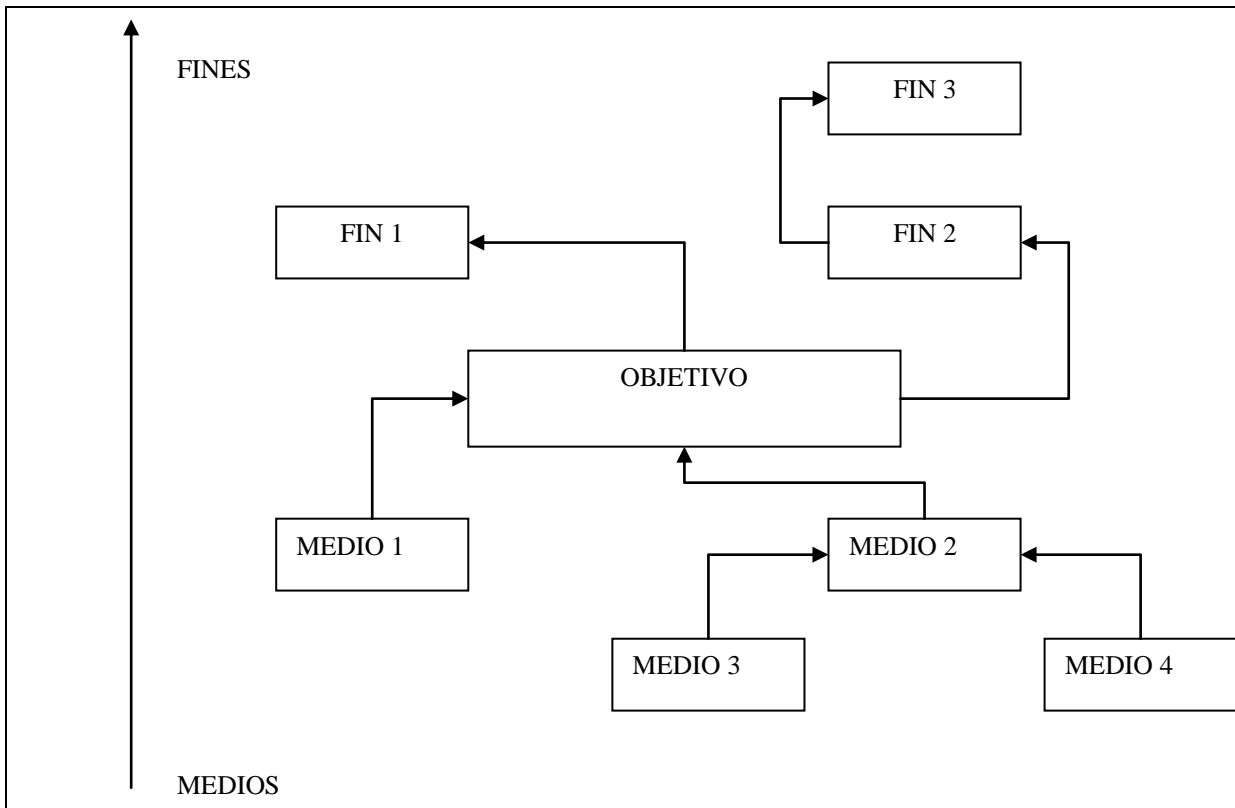 FINES
FIN 3
FIN 1
FIN 2
OBJETIVO
MEDIO 1
MEDIO 2
MEDIO 3
MEDIO 4
MEDIOS